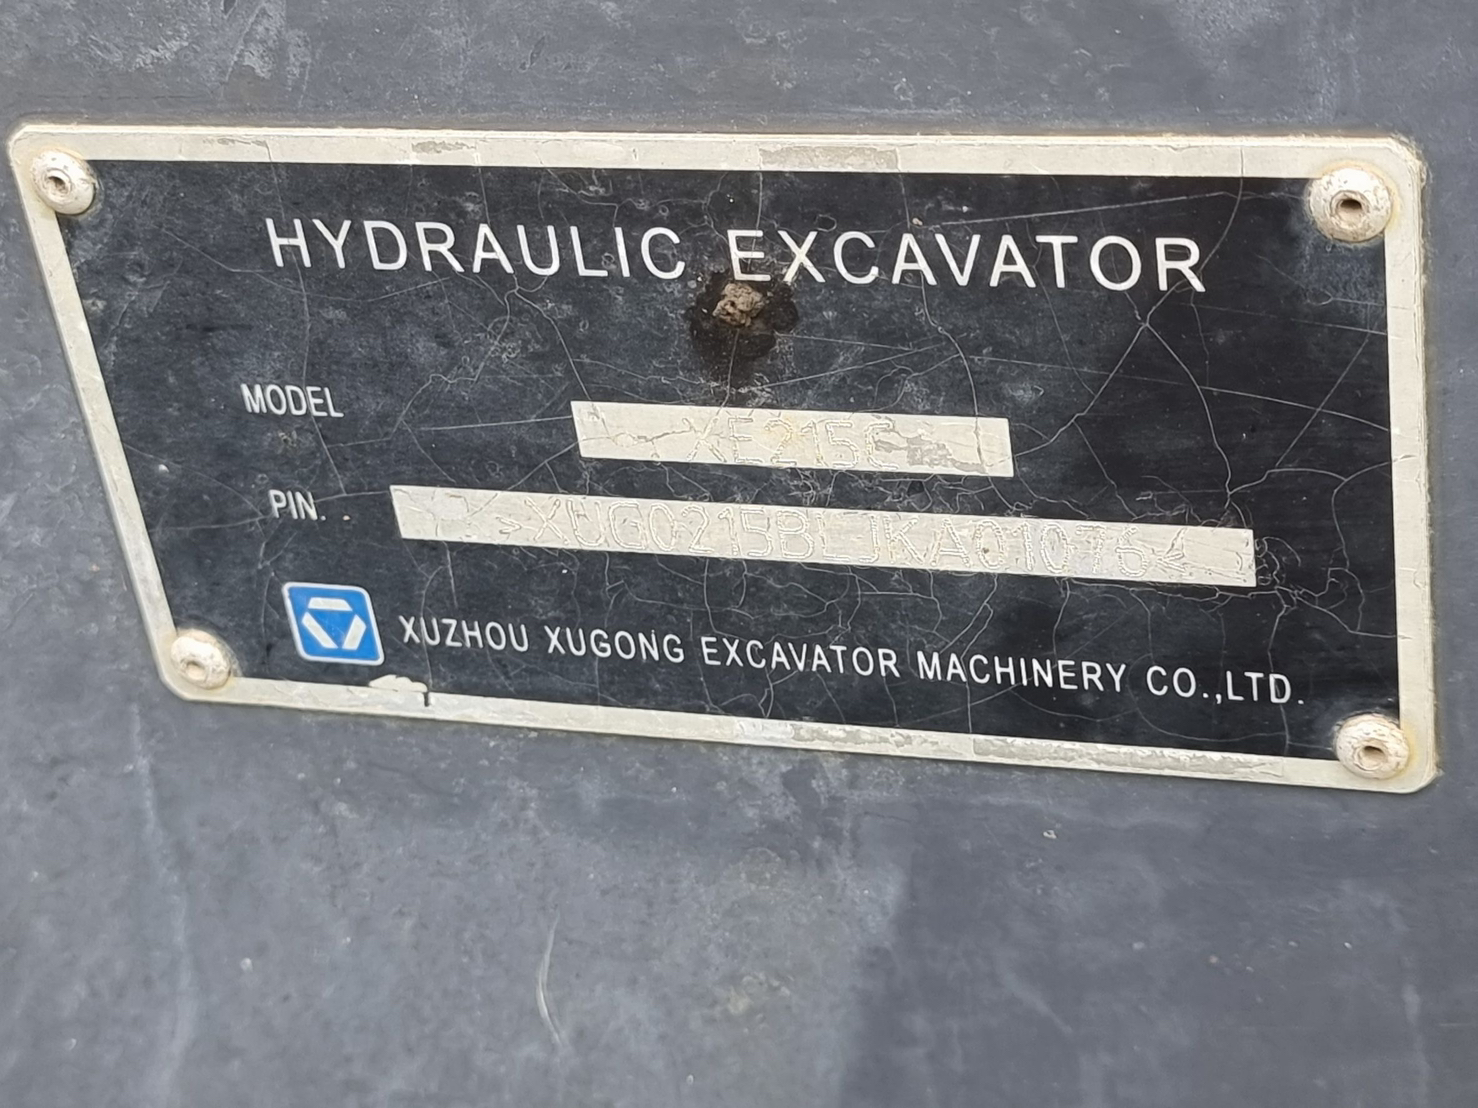 HYDRAULIC EXCAVATOR
MODEL XE215C
PIN. >XUG0215BLJKA01076<
XUZHOU XUGONG EXCAVATOR MACHINERY CO.,LTD.